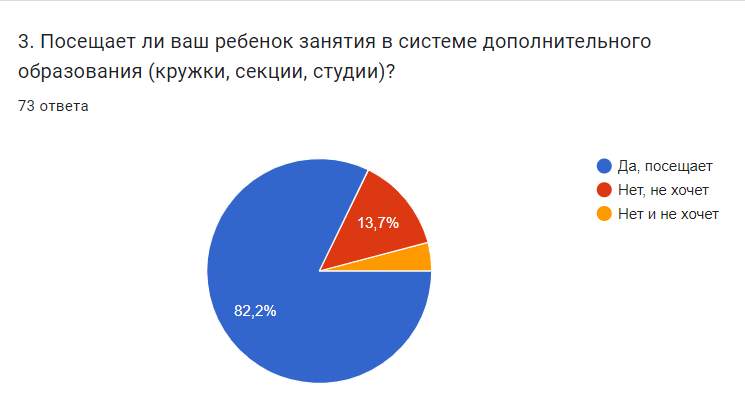 3. Посещает ли ваш ребенок занятия в системе дополнительного
образования (кружки, секции, студии)?
73 ответа
Да, посещает
Нет, не хочет
Нет и не хочет
13,7%
82,2%